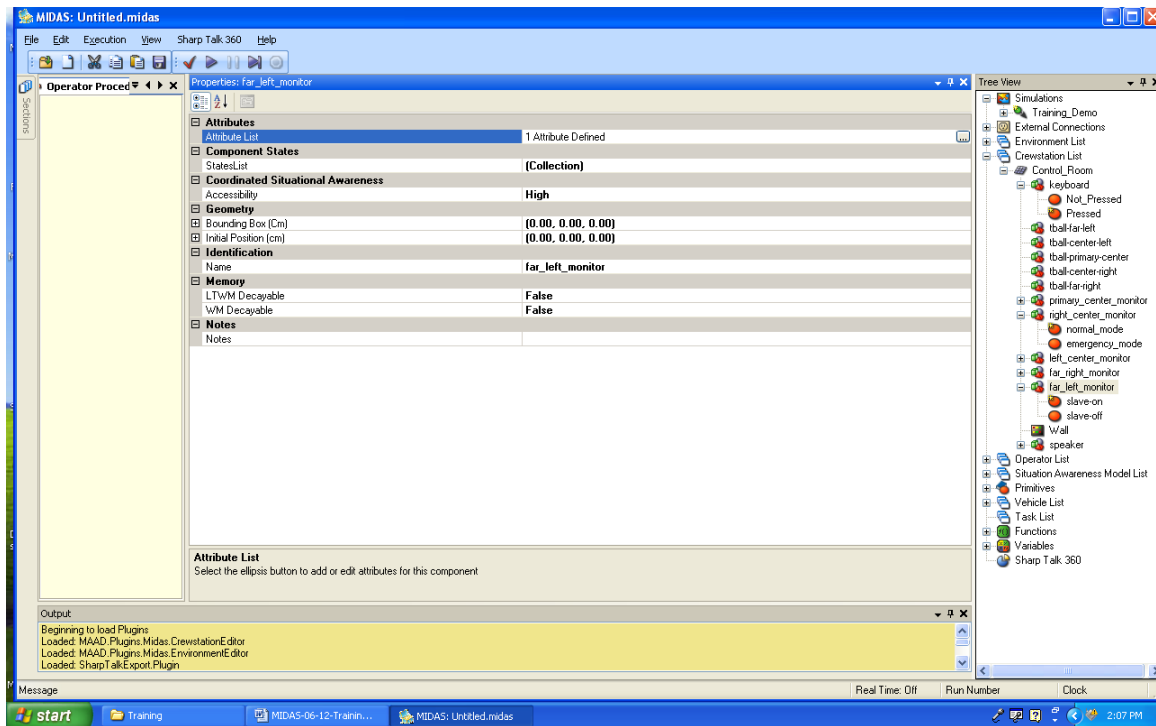 MIDAS: Untitled.midas
File Edit Execution View Sharp Talk 360 Help
Sections
Operator Proced
Properties: far_left_monitor
Attributes
Attribute List 1 Attribute Defined
Component States
StatesList (Collection)
Coordinated Situational Awareness
Accessibility High
Geometry
Bounding Box (Cm) (0.00, 0.00, 0.00)
Initial Position (cm) (0.00, 0.00, 0.00)
Identification
Name far_left_monitor
Memory
LTWM Decayable False
WM Decayable False
Notes
Notes
Attribute List
Select the ellipsis button to add or edit attributes for this component
Tree View
Simulations
Training_Demo
External Connections
Environment List
Crewstation List
Control_Room
keyboard
Not_Pressed
Pressed
tball-far-left
tball-center-left
tball-primary-center
tball-center-right
tball-far-right
primary_center_monitor
right_center_monitor
normal_mode
emergency_mode
left_center_monitor
far_right_monitor
far_left_monitor
slave-on
slave-off
Wall
speaker
Operator List
Situation Awareness Model List
Primitives
Vehicle List
Task List
Functions
Variables
Sharp Talk 360
Output
Beginning to load Plugins
Loaded: MAAD.Plugins.Midas.CrewstationEditor
Loaded: MAAD.Plugins.Midas.EnvironmentEditor
Loaded: SharpTalkExport.Plugin
Message Real Time: Off Run Number Clock
start Training MIDAS-06-12-Trainin... MIDAS: Untitled.midas 2:07 PM